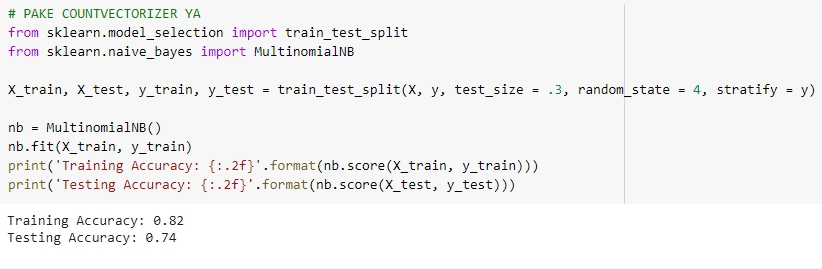 # PAKE COUNTVECTORIZER YA
from sklearn.model_selection import train_test_split
from sklearn.naive_bayes import MultinomialNB
X_train, X_test, y_train, y_test = train_test_split(X, y, test_size = .3, random_state = 4, stratify = y)
nb = MultinomialNB()
nb.fit(X_train, y_train)
print('Training Accuracy: {:.2f}'.format(nb.score(X_train, y_train)))
print('Testing Accuracy: {:.2f}'.format(nb.score(X_test, y_test)))
Training Accuracy: 0.82
Testing Accuracy: 0.74